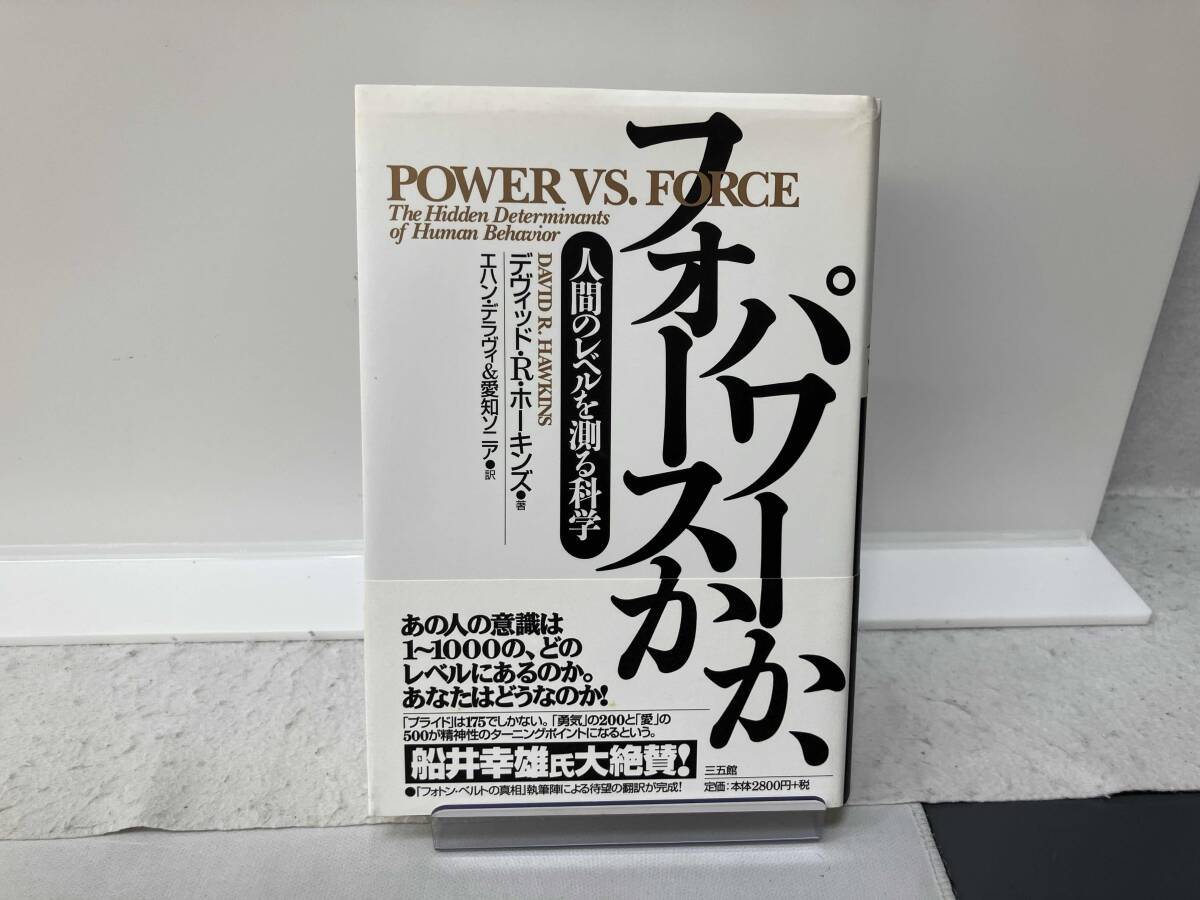 POWER VS. FORCE
The Hidden Determinants
of Human Behavior
パワーか、
フォースか
人間のレベルを測る科学
DAVID R. HAWKINS
デヴィッド・R・ホーキンズ●著
エハン・デラヴィ&愛知ソニア●訳
あの人の意識は
1~1000の、どの
レベルにあるのか。
あなたはどうなのか!
「プライド」は175でしかない。「勇気」の200と「愛」の
500が精神性のターニングポイントになるという。
船井幸雄氏大絶賛!
●「フォトン・ベルトの真相」執筆陣による待望の翻訳が完成!
三五館
定価:本体2800円+税